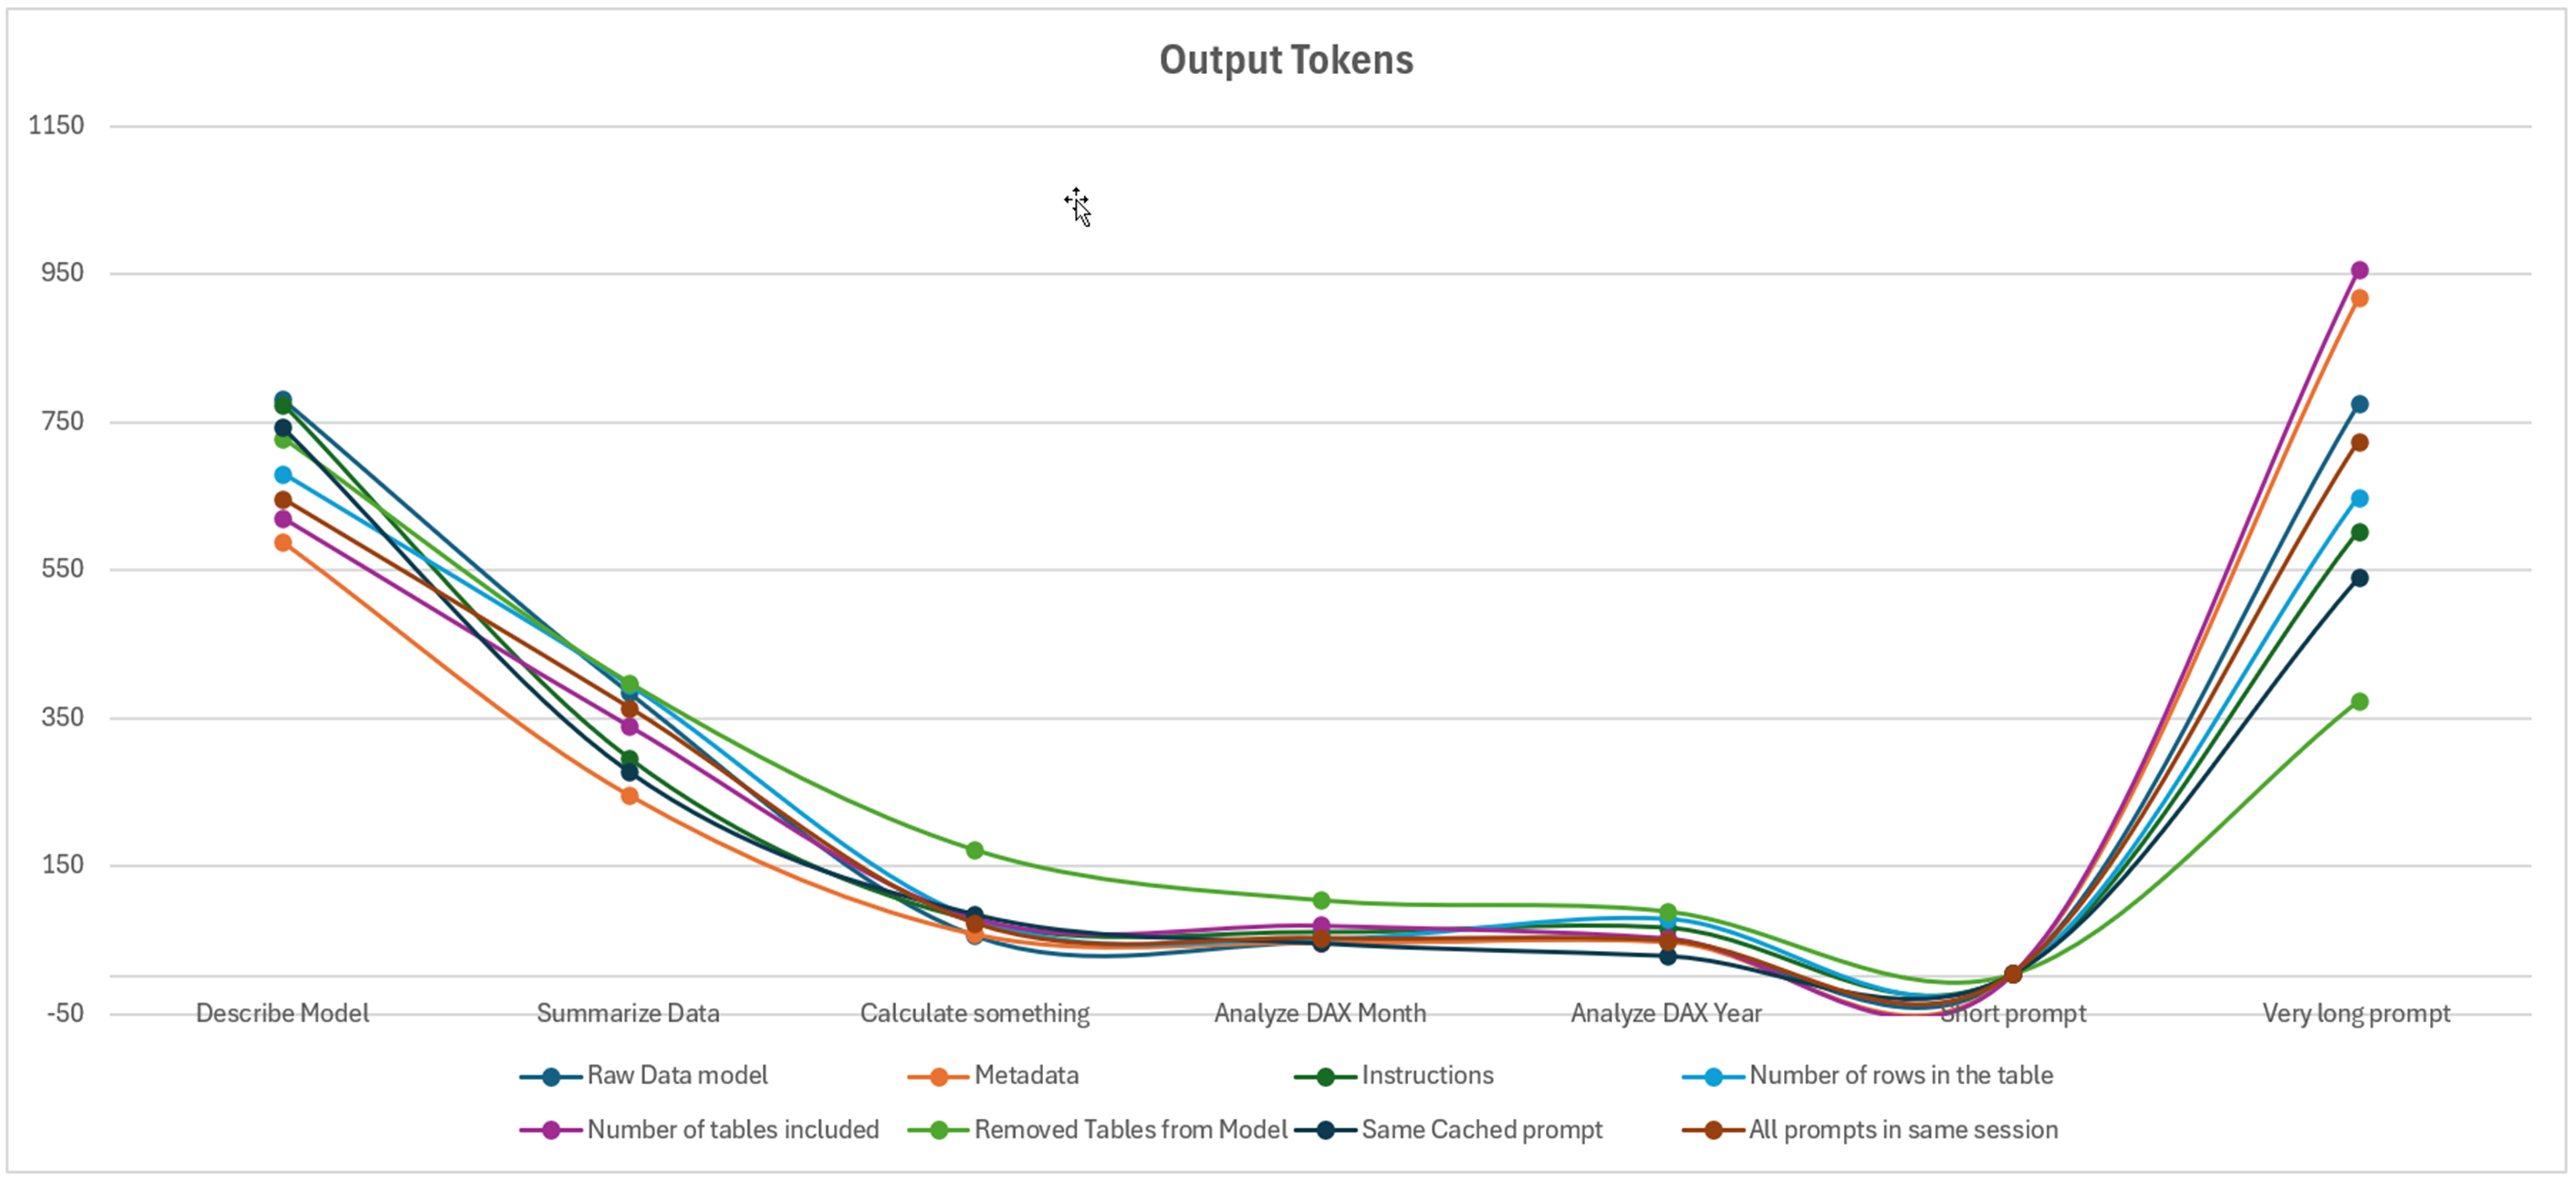 Output Tokens
1150
950
750
550
350
150
-50
Describe Model Summarize Data Calculate something Analyze DAX Month Analyze DAX Year Short prompt Very long prompt
Raw Data model Metadata Instructions Number of rows in the table
Number of tables included Removed Tables from Model Same Cached prompt All prompts in same session